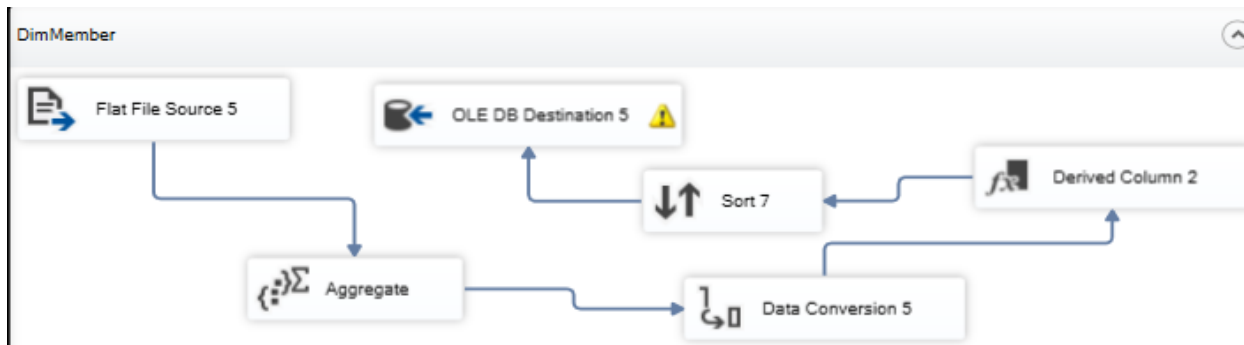 DimMember
Flat File Source 5
OLE DB Destination 5
Derived Column 2
Sort 7
Aggregate
Data Conversion 5